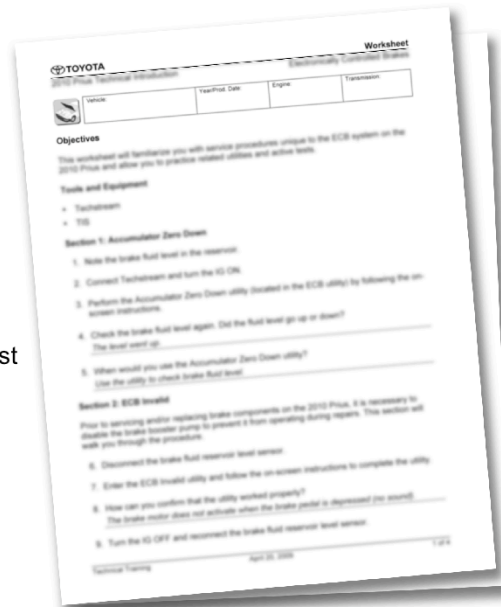 Worksheet
TOYOTA
2010 Prius Technical Introduction
Electronically Controlled Brakes
Vehicle:
Year/Prod. Date:
Engine:
Transmission:
Objectives
This worksheet will familiarize you with service procedures unique to the ECB system on the
2010 Prius and allow you to practice related utilities and active tests.
Tools and Equipment
• Techstream
• TIS
Section 1: Accumulator Zero Down
1. Note the brake fluid level in the reservoir.
2. Connect Techstream and turn the IG ON.
3. Perform the Accumulator Zero Down utility (located in the ECB utility) by following the on-
screen instructions.
4. Check the brake fluid level again. Did the fluid level go up or down?
The level went up.
st
5. When would you use the Accumulator Zero Down utility?
Use the utility to check brake fluid level.
Section 2: ECB Invalid
Prior to servicing and/or replacing brake components on the 2010 Prius, it is necessary to
disable the brake booster pump to prevent it from operating during repairs. This section will
walk you through the procedure.
6. Disconnect the brake fluid reservoir level sensor.
7. Enter the ECB Invalid utility and follow the on-screen instructions to complete the utility.
8. How can you confirm that the utility worked properly?
The brake motor does not activate when the brake pedal is depressed (no sound).
9. Turn the IG OFF and reconnect the brake fluid reservoir level sensor.
Technical Training
April 20, 2009
1 of 4